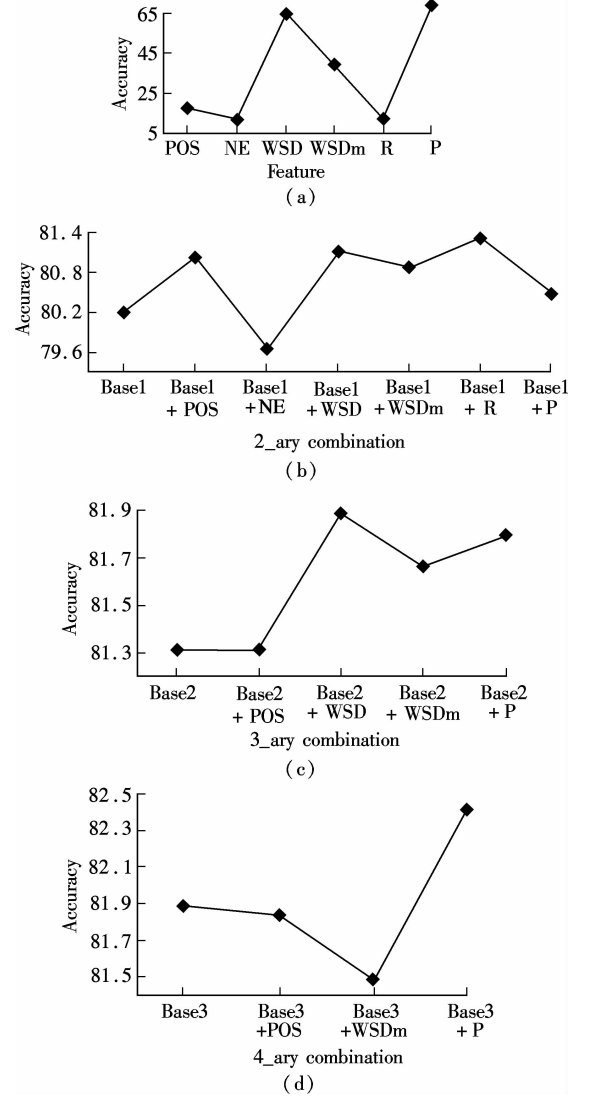 65
45
25
5
Accuracy
POS NE WSD WSDm R P
Feature
(a)
81.4
80.8
80.2
79.6
Accuracy
Base1 Base1 Base1 Base1 Base1 Base1 Base1
+ POS +NE +WSD +WSDm + R +P
2_ary combination
(b)
81.9
81.7
81.5
81.3
Accuracy
Base2 Base2 Base2 Base2 Base2
+ POS + WSD + WSDm + P
3_ary combination
(c)
82.5
82.3
82.1
81.9
81.7
81.5
Accuracy
Base3 Base3 Base3 Base3
+POS +WSDm + P
4_ary combination
(d)